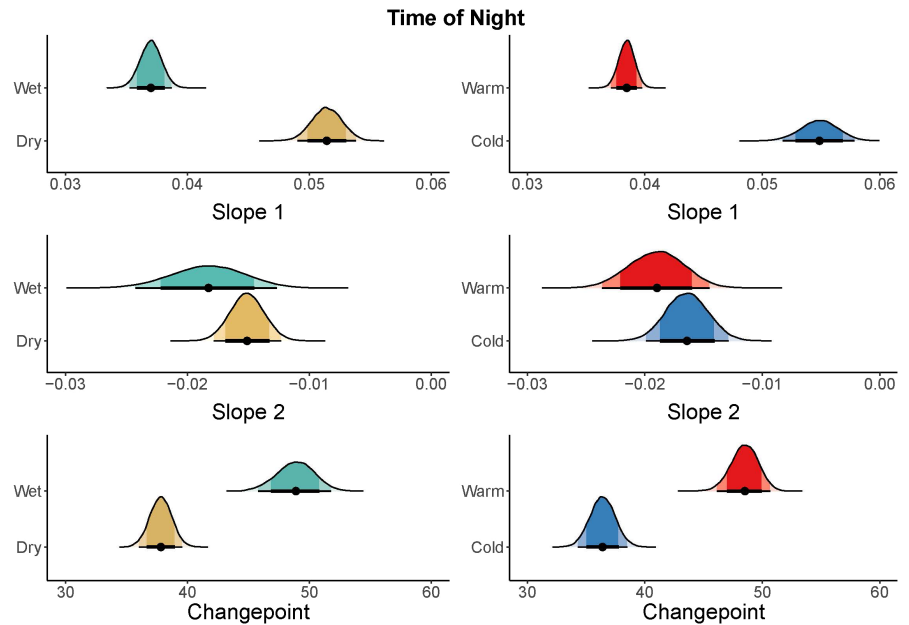 Time of Night
Wet
Dry
0.03 0.04 0.05 0.06
Slope 1
Warm
Cold
0.03 0.04 0.05 0.06
Slope 1
Wet
Dry
−0.03 −0.02 −0.01 0.00
Slope 2
Warm
Cold
−0.03 −0.02 −0.01 0.00
Slope 2
Wet
Dry
30 40 50 60
Changepoint
Warm
Cold
30 40 50 60
Changepoint